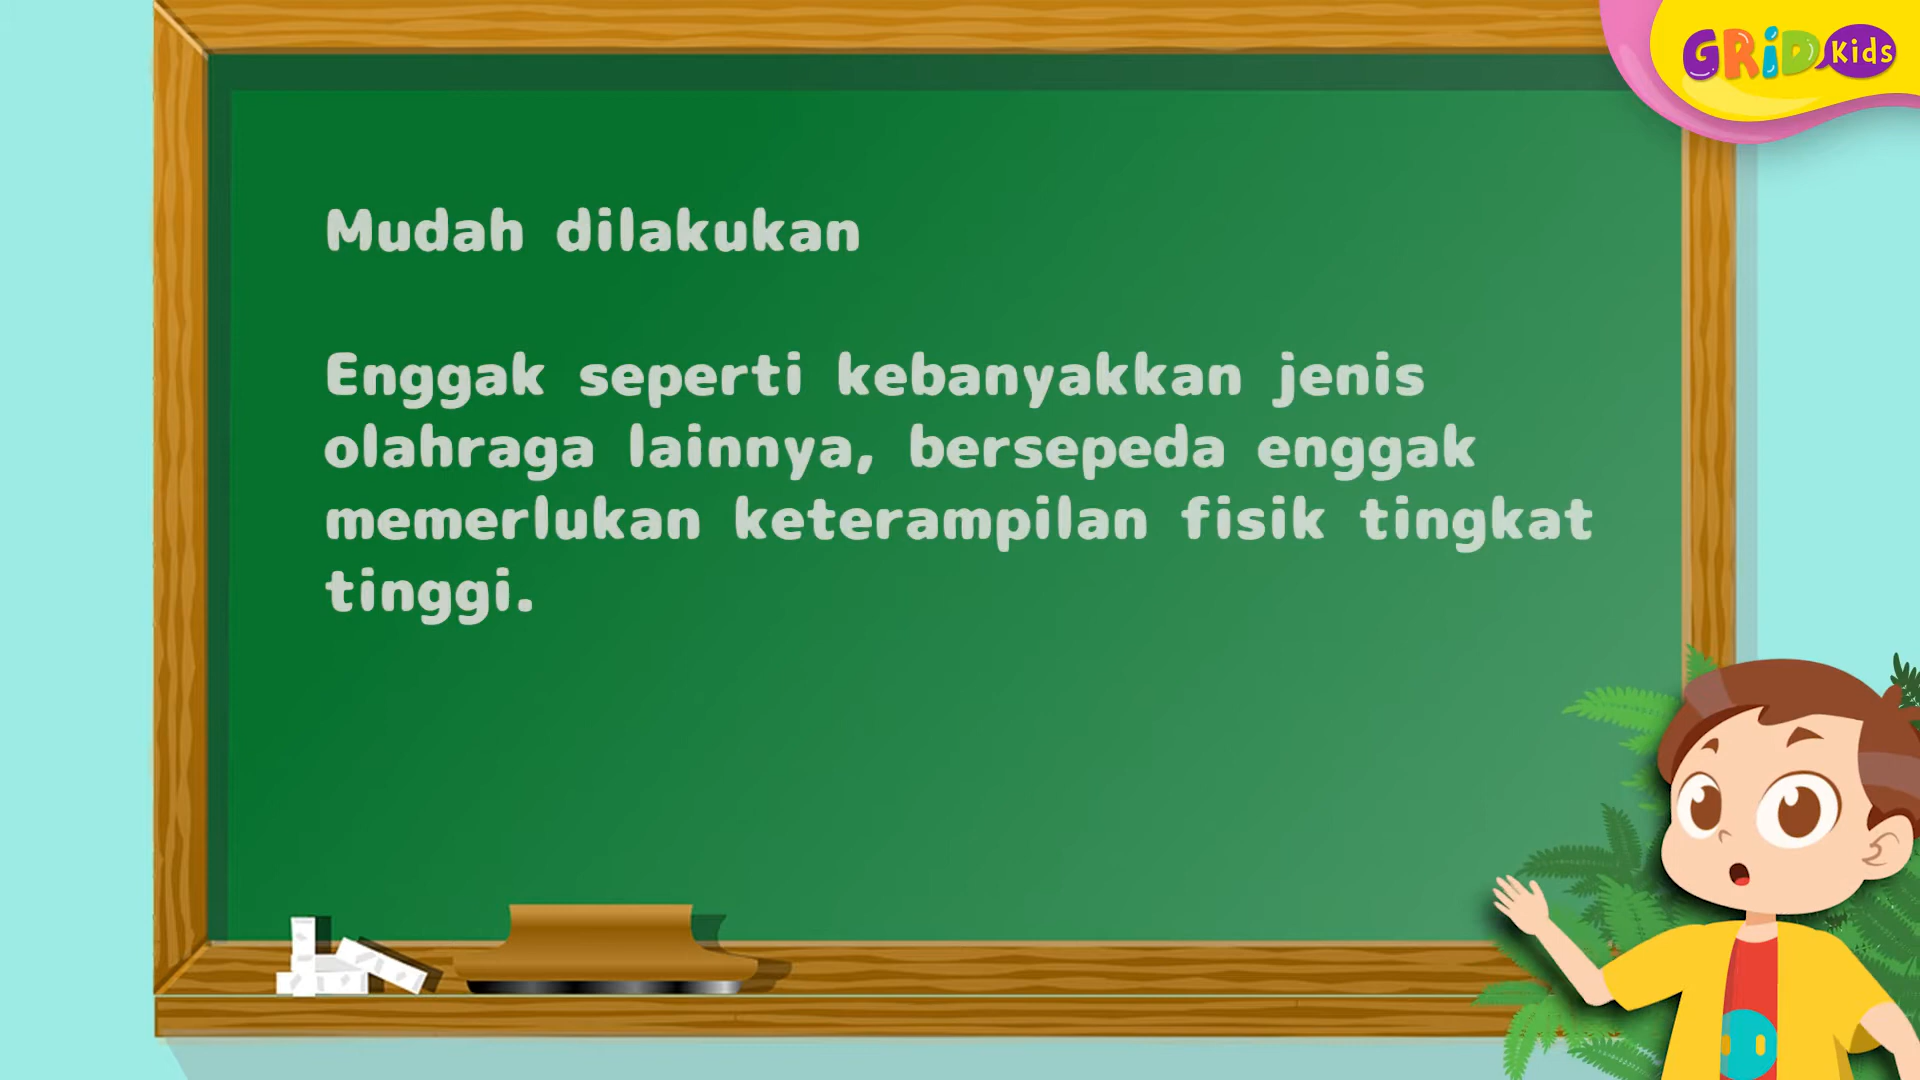 GRiD Kids
Mudah dilakukan
Enggak seperti kebanyakkan jenis
olahraga lainnya, bersepeda enggak
memerlukan keterampilan fisik tingkat
tinggi.